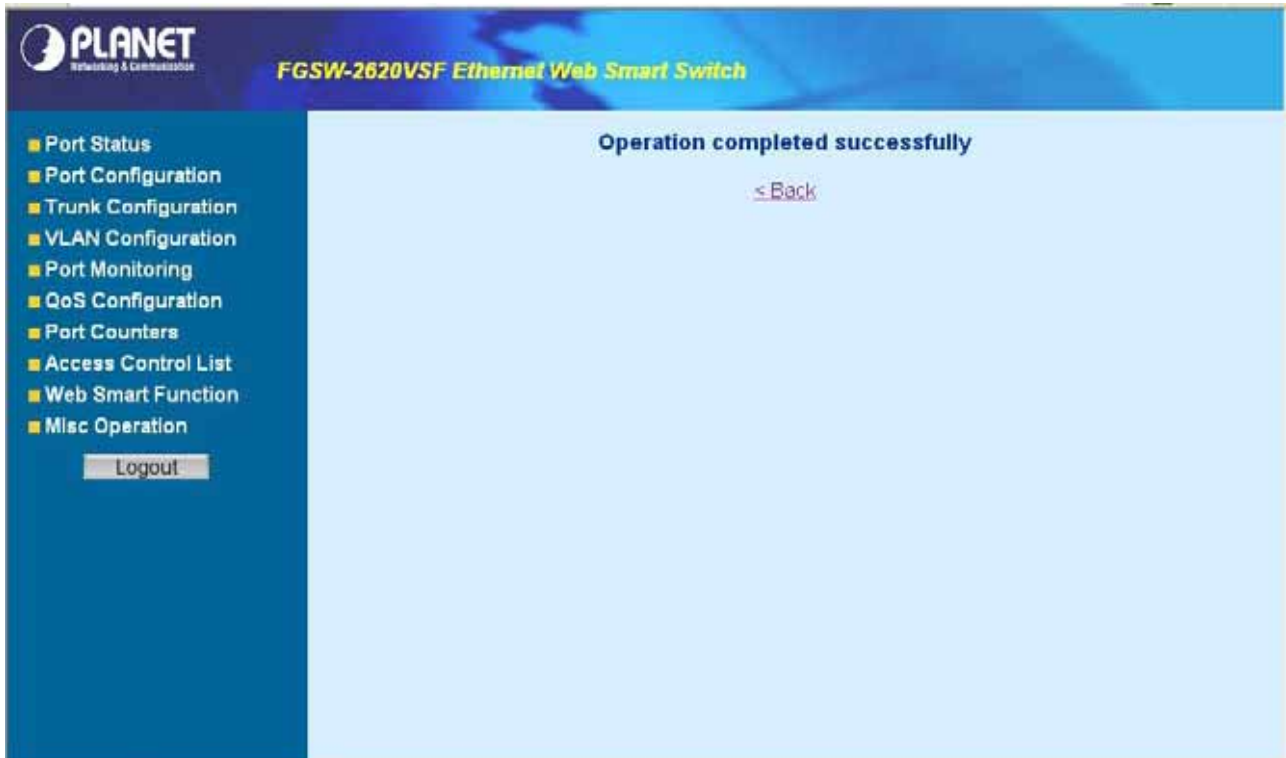 PLANET
Networking & Communication
FGSW-2620VSF Ethernet Web Smart Switch
Port Status
Port Configuration
Trunk Configuration
VLAN Configuration
Port Monitoring
QoS Configuration
Port Counters
Access Control List
Web Smart Function
Misc Operation
Logout
Operation completed successfully
< Back